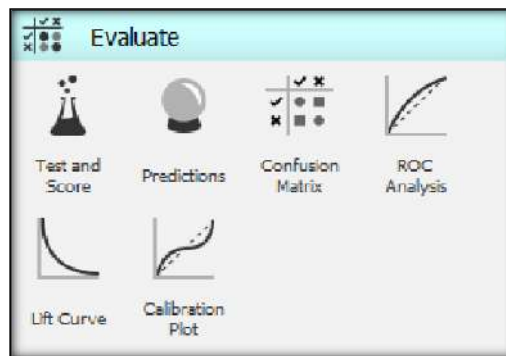 Evaluate
Test and
Score
Predictions
Confusion
Matrix
ROC
Analysis
Lift Curve
Calibration
Plot